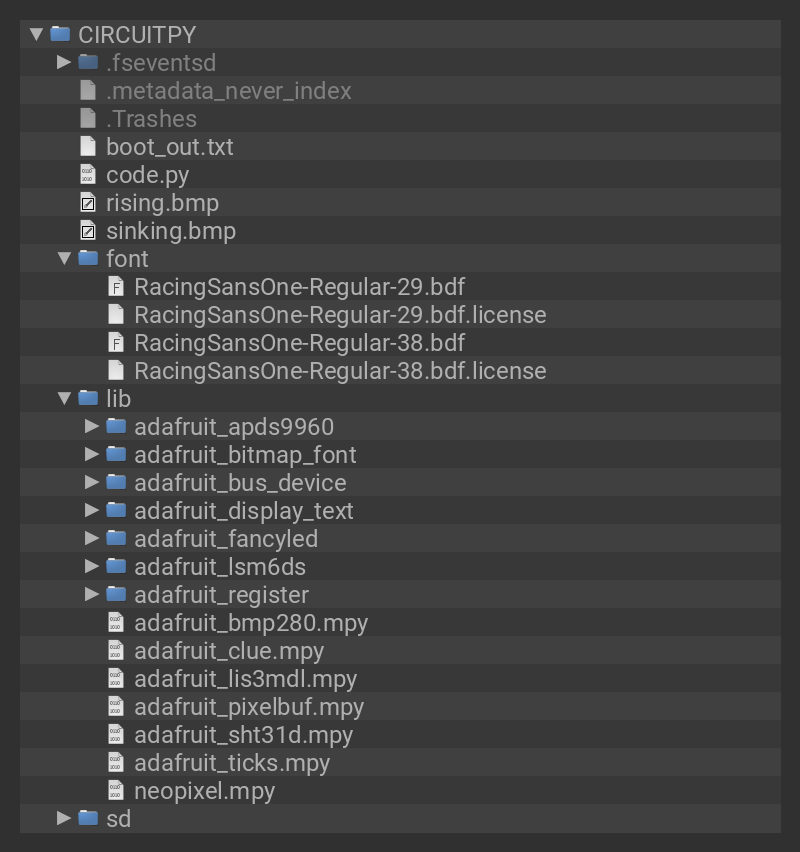 CIRCUITPY
.fseventsd
.metadata_never_index
.Trashes
boot_out.txt
code.py
rising.bmp
sinking.bmp
font
RacingSansOne-Regular-29.bdf
RacingSansOne-Regular-29.bdf.license
RacingSansOne-Regular-38.bdf
RacingSansOne-Regular-38.bdf.license
lib
adafruit_apds9960
adafruit_bitmap_font
adafruit_bus_device
adafruit_display_text
adafruit_fancyled
adafruit_lsm6ds
adafruit_register
adafruit_bmp280.mpy
adafruit_clue.mpy
adafruit_lis3mdl.mpy
adafruit_pixelbuf.mpy
adafruit_sht31d.mpy
adafruit_ticks.mpy
neopixel.mpy
sd